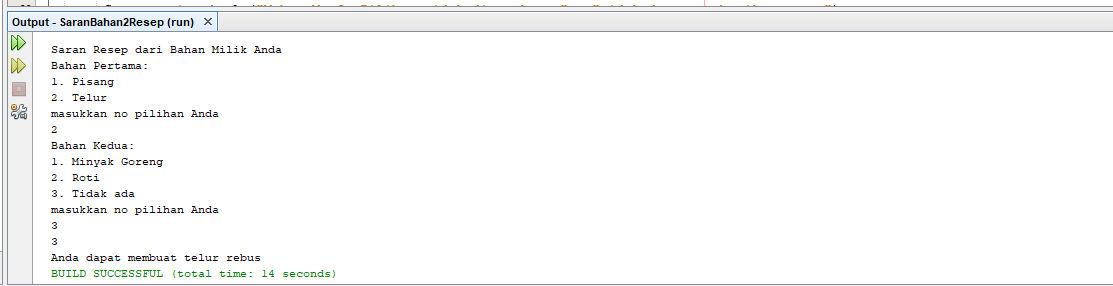 Output - SaranBahan2Resep (run)
Saran Resep dari Bahan Milik Anda
Bahan Pertama:
1. Pisang
2. Telur
masukkan no pilihan Anda
2
Bahan Kedua:
1. Minyak Goreng
2. Roti
3. Tidak ada
masukkan no pilihan Anda
3
3
Anda dapat membuat telur rebus
BUILD SUCCESSFUL (total time: 14 seconds)